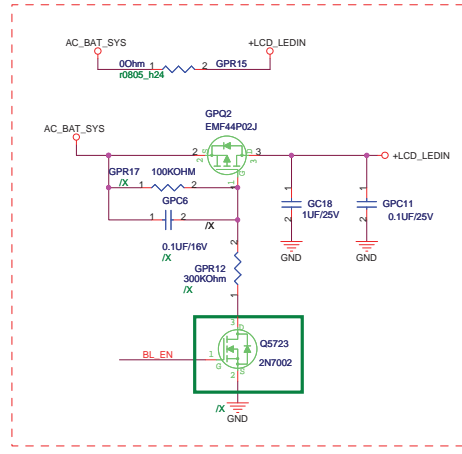 AC_BAT_SYS +LCD_LEDIN
0Ohm 1 2 GPR15
r0805_h24
GPQ2
EMF44P02J
AC_BAT_SYS
2 S D 3 +LCD_LEDIN
G
GPR17 100KOHM 1
/X 1 2
GPC6
1 2 /X
0.1UF/16V
/X
1 GC18
2 1UF/25V
GND
1 GPC11
2 0.1UF/25V
GND
2
GPR12
300KOhm
/X
1
3 D
Q5723
BL_EN 1
G
2N7002
2 S
/X
GND